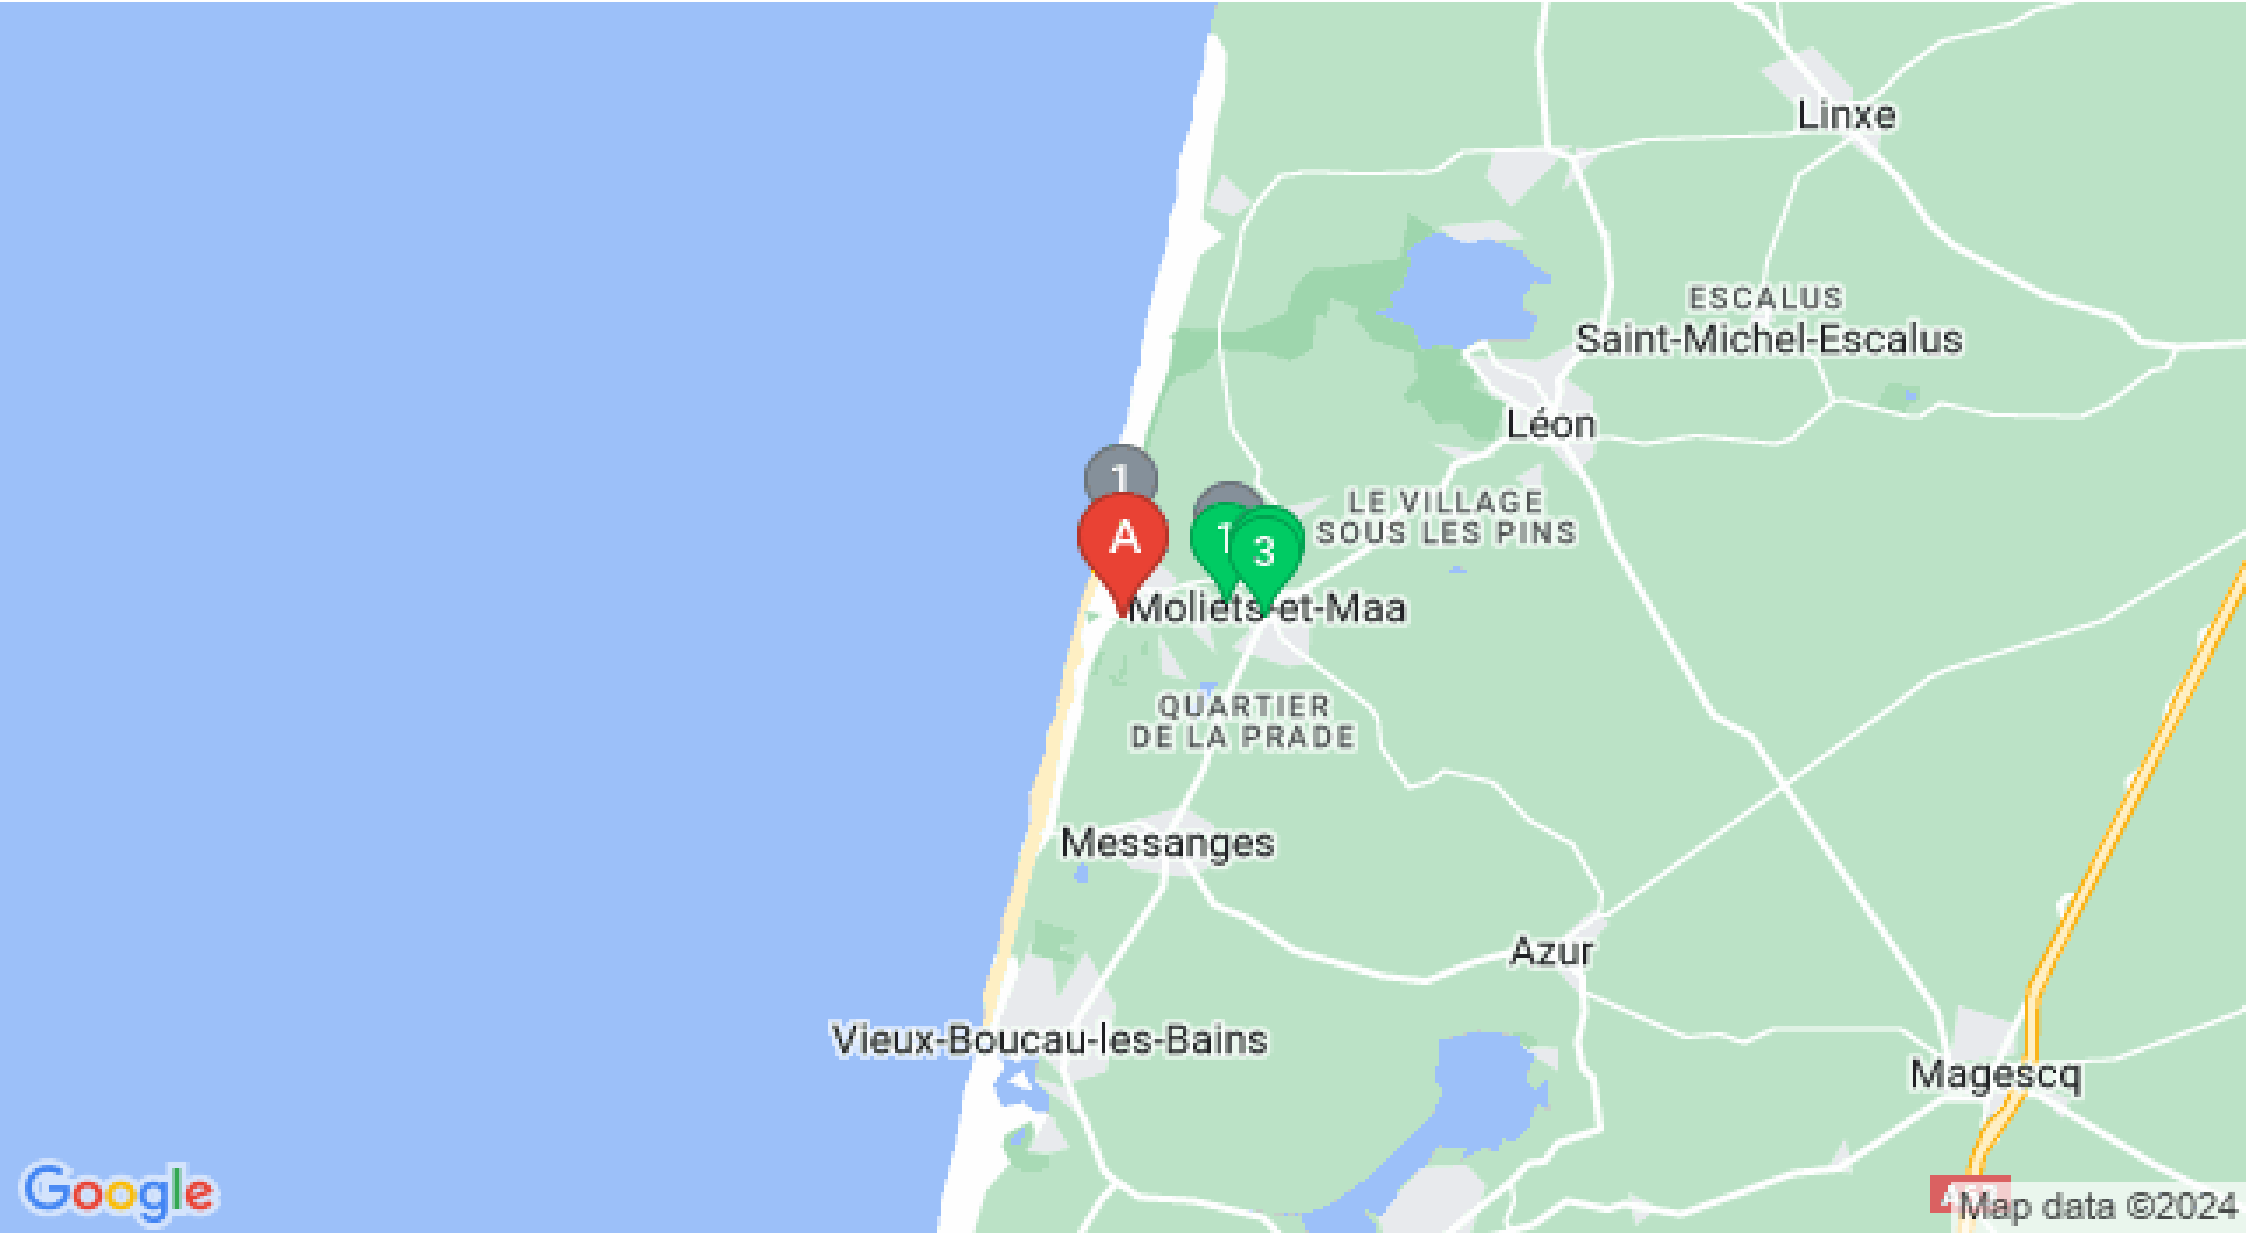 Linxe
ESCALUS
Saint-Michel-Escalus
Léon
1
LE VILLAGE
SOUS LES PINS
A
1
3
Moliets-et-Maa
QUARTIER
DE LA PRADE
Messanges
Azur
Vieux-Boucau-les-Bains
Magescq
Google
Map data ©2024